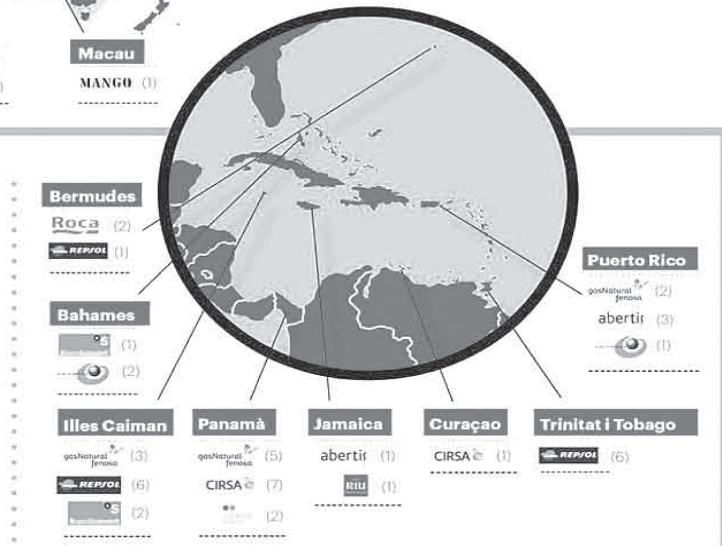 Macau
MANGO (1)
Bermudes
Roca (2)
REPSOL (1)
Bahames
(1)
(2)
Puerto Rico
gasNatural fenosa (2)
abertis (3)
(1)
Illes Caiman
gasNatural fenosa (3)
REPSOL (6)
(2)
Panamà
gasNatural fenosa (5)
CIRSA (7)
(2)
Jamaica
abertis (1)
RIU (1)
Curaçao
CIRSA (1)
Trinitat i Tobago
REPSOL (6)